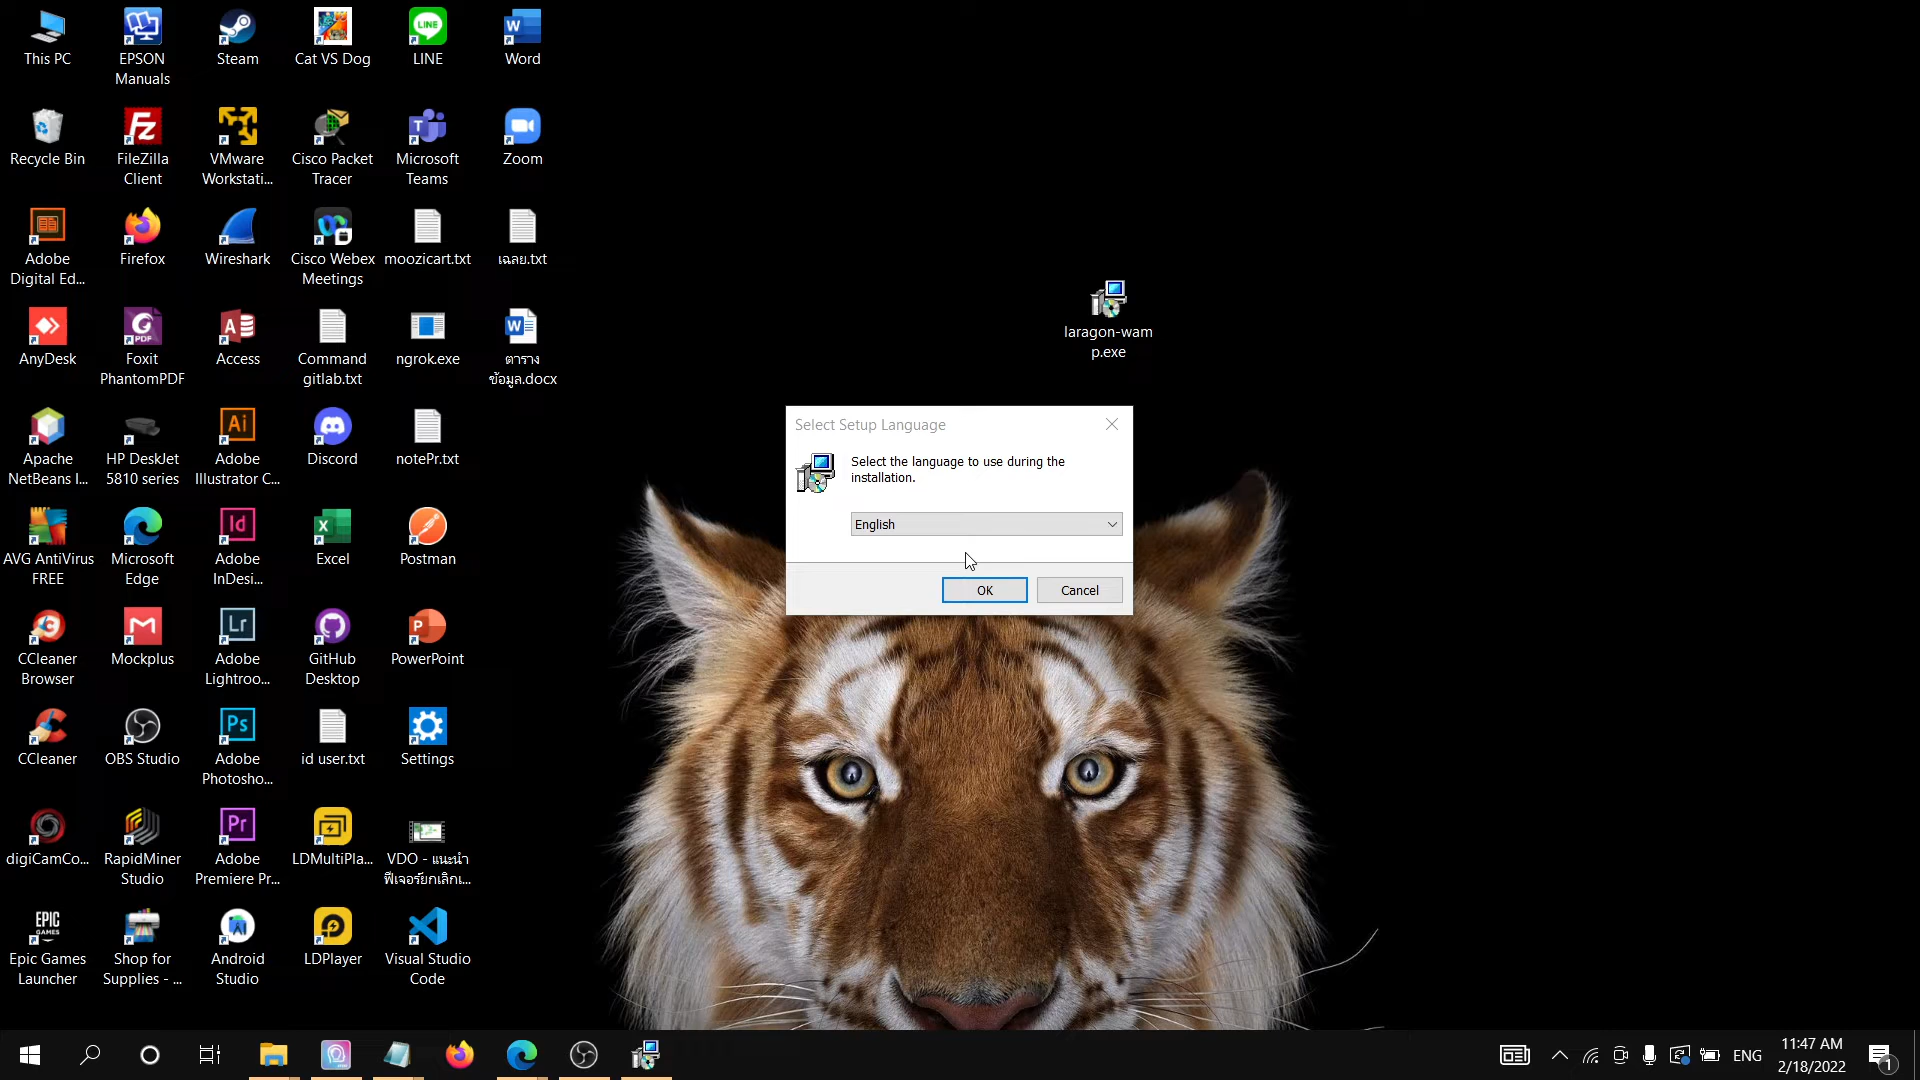 This PC
EPSON
Manuals
Steam
Cat VS Dog
LINE
Word
Recycle Bin
FileZilla
Client
VMware
Workstati...
Cisco Packet
Tracer
Microsoft
Teams
Zoom
Adobe
Digital Ed...
Firefox
Wireshark
Cisco Webex
Meetings
moozicart.txt
เฉลย.txt
AnyDesk
Foxit
PhantomPDF
Access
Command
gitlab.txt
ngrok.exe
ตาราง
ข้อมูล.docx
laragon-wam
p.exe
Apache
NetBeans I...
HP DeskJet
5810 series
Adobe
Illustrator C...
Discord
notePr.txt
Select Setup Language
Select the language to use during the
installation.
English
OK
Cancel
AVG AntiVirus
FREE
Microsoft
Edge
Adobe
InDesi...
Excel
Postman
CCleaner
Browser
Mockplus
Adobe
Lightroo...
GitHub
Desktop
PowerPoint
CCleaner
OBS Studio
Adobe
Photosho...
id user.txt
Settings
digiCamCo...
RapidMiner
Studio
Adobe
Premiere Pr...
LDMultiPla...
VDO - แนะนำ
ฟีเจอร์ยกเลิกเ...
Epic Games
Launcher
Shop for
Supplies - ...
Android
Studio
LDPlayer
Visual Studio
Code
ENG
11:47 AM
2/18/2022
1